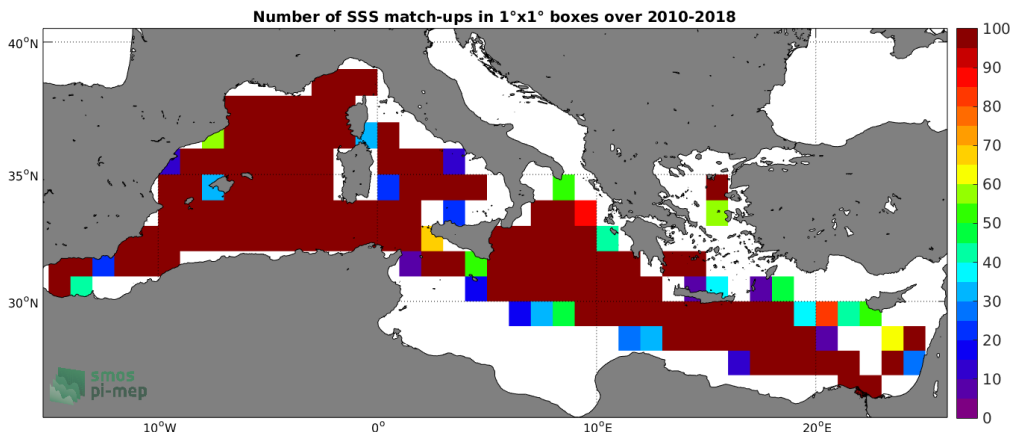 Number of SSS match-ups in 1°x1° boxes over 2010-2018
40°N
35°N
30°N
10°W
0°
10°E
20°E
100
90
80
70
60
50
40
30
20
10
0
smos
pi-mep